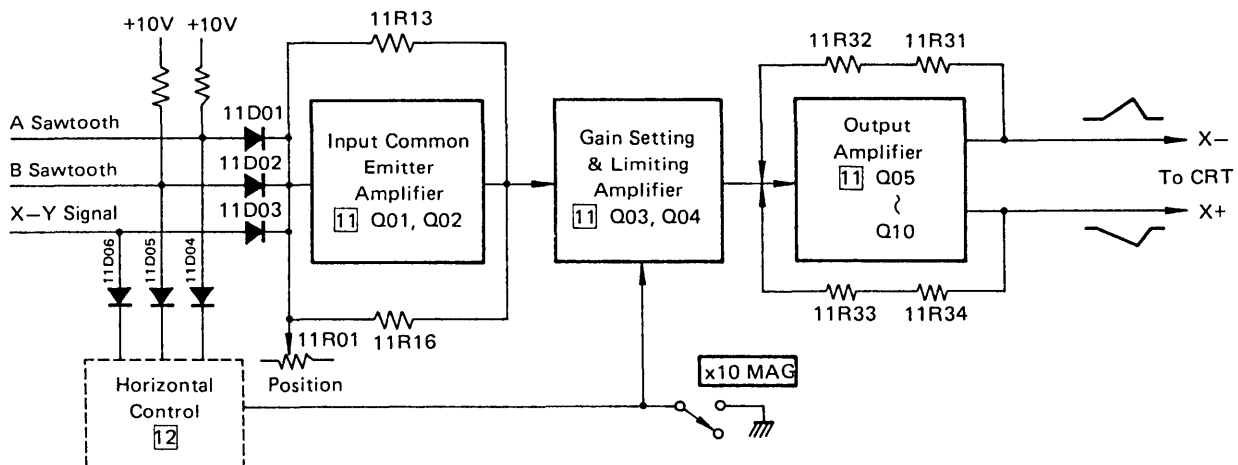 +10V
+10V
11R13
11R32
11R31
A Sawtooth
11D01
B Sawtooth
11D02
X-Y Signal
11D03
11D06
11D05
11D04
Input Common
Emitter
Amplifier
11 Q01, Q02
Gain Setting
& Limiting
Amplifier
11 Q03, Q04
Output
Amplifier
11 Q05
~
Q10
X-
To CRT
X+
11R33
11R34
11R01
11R16
Position
x10 MAG
Horizontal
Control
12